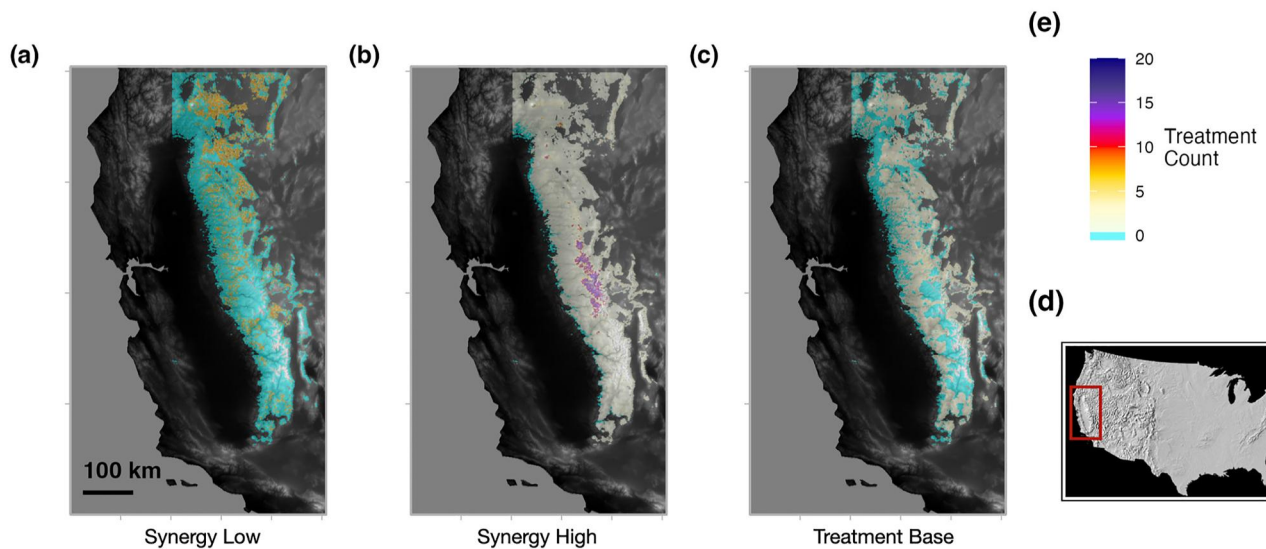 (a)
(b)
(c)
(e)
20
15
10
5
0
Treatment
Count
(d)
100 km
Synergy Low
Synergy High
Treatment Base